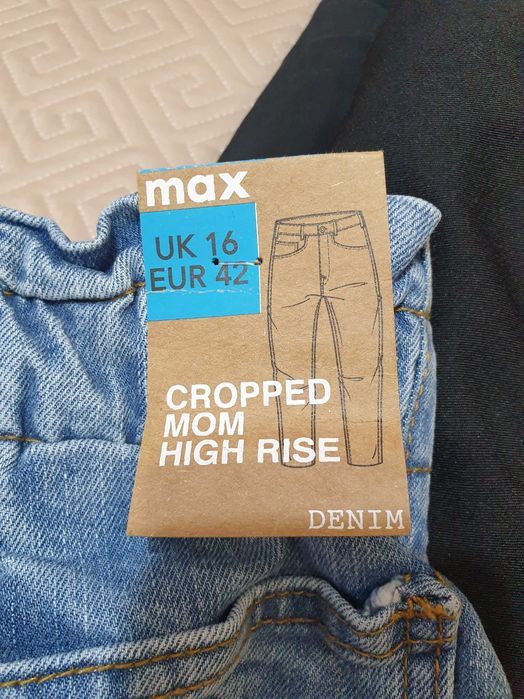 max
UK 16
EUR 42
CROPPED
MOM
HIGH RISE
DENIM